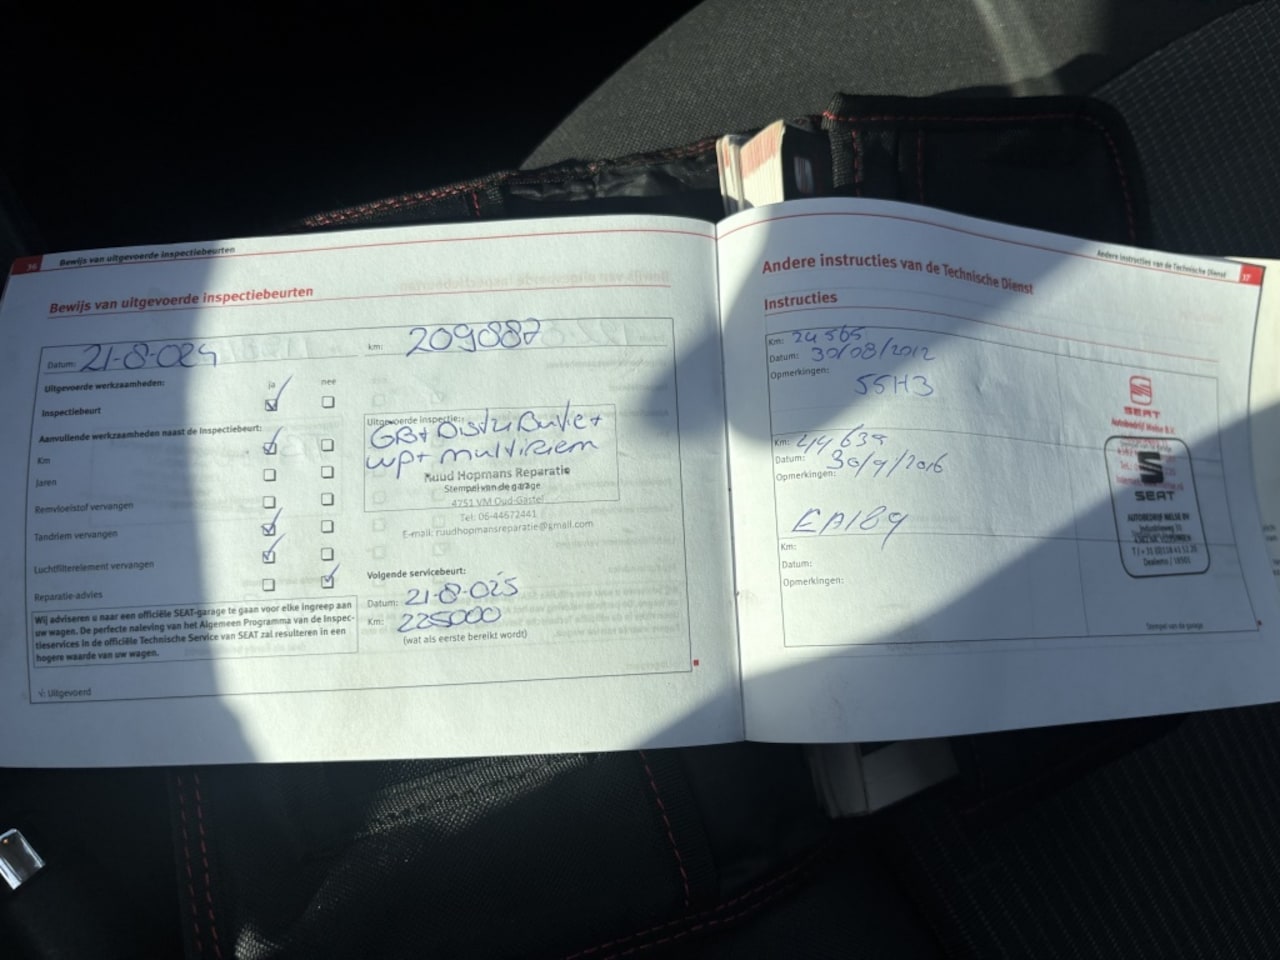 36 Bewijs van uitgevoerde inspectiebeurten
Bewijs van uitgevoerde inspectiebeurten
Datum: 21-8-024 km: 209887
Uitgevoerde werkzaamheden: ja nee
Inspectiebeurt
Aanvullende werkzaamheden naast de Inspectiebeurt:
Km
Jaren
Remvloeistof vervangen
Tandriem vervangen
Luchtfilterelement vervangen
Reparatie-advies
Uitgevoerde inspectie:
GB+ Distributie+
wp+ multiriem
Ruud Hopmans Reparatie
Stempel van de garage
4751 VM Oud-Gastel
Tel: 06-44672441
E-mail: ruudhopmansreparatie@gmail.com
Volgende servicebeurt:
Datum: 21-8-025
Km: 225000
(wat als eerste bereikt wordt)
Wij adviseren u naar een officiële SEAT-garage te gaan voor elke ingreep aan
uw wagen. De perfecte naleving van het Algemeen Programma van de Inspec-
tieservices in de officiële Technische Service van SEAT zal resulteren in een
hogere waarde van uw wagen.
√: Uitgevoerd
Andere instructies van de Technische Dienst 37
Andere instructies van de Technische Dienst
Instructies
Km: 24565
Datum: 30/08/2012
Opmerkingen:
55H3
SEAT
Km: 44639
Datum: 30/9/2016
Opmerkingen:
EA189
SEAT
AUTOBEDRIJF NIELSE BV
Km:
Datum:
Opmerkingen:
Stempel van de garage